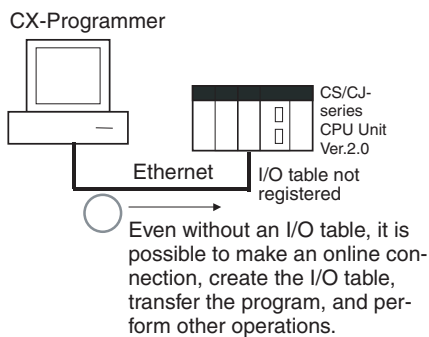 CX-Programmer
CS/CJ-
series
CPU Unit
Ver.2.0
Ethernet
I/O table not
registered
Even without an I/O table, it is
possible to make an online con-
nection, create the I/O table,
transfer the program, and per-
form other operations.